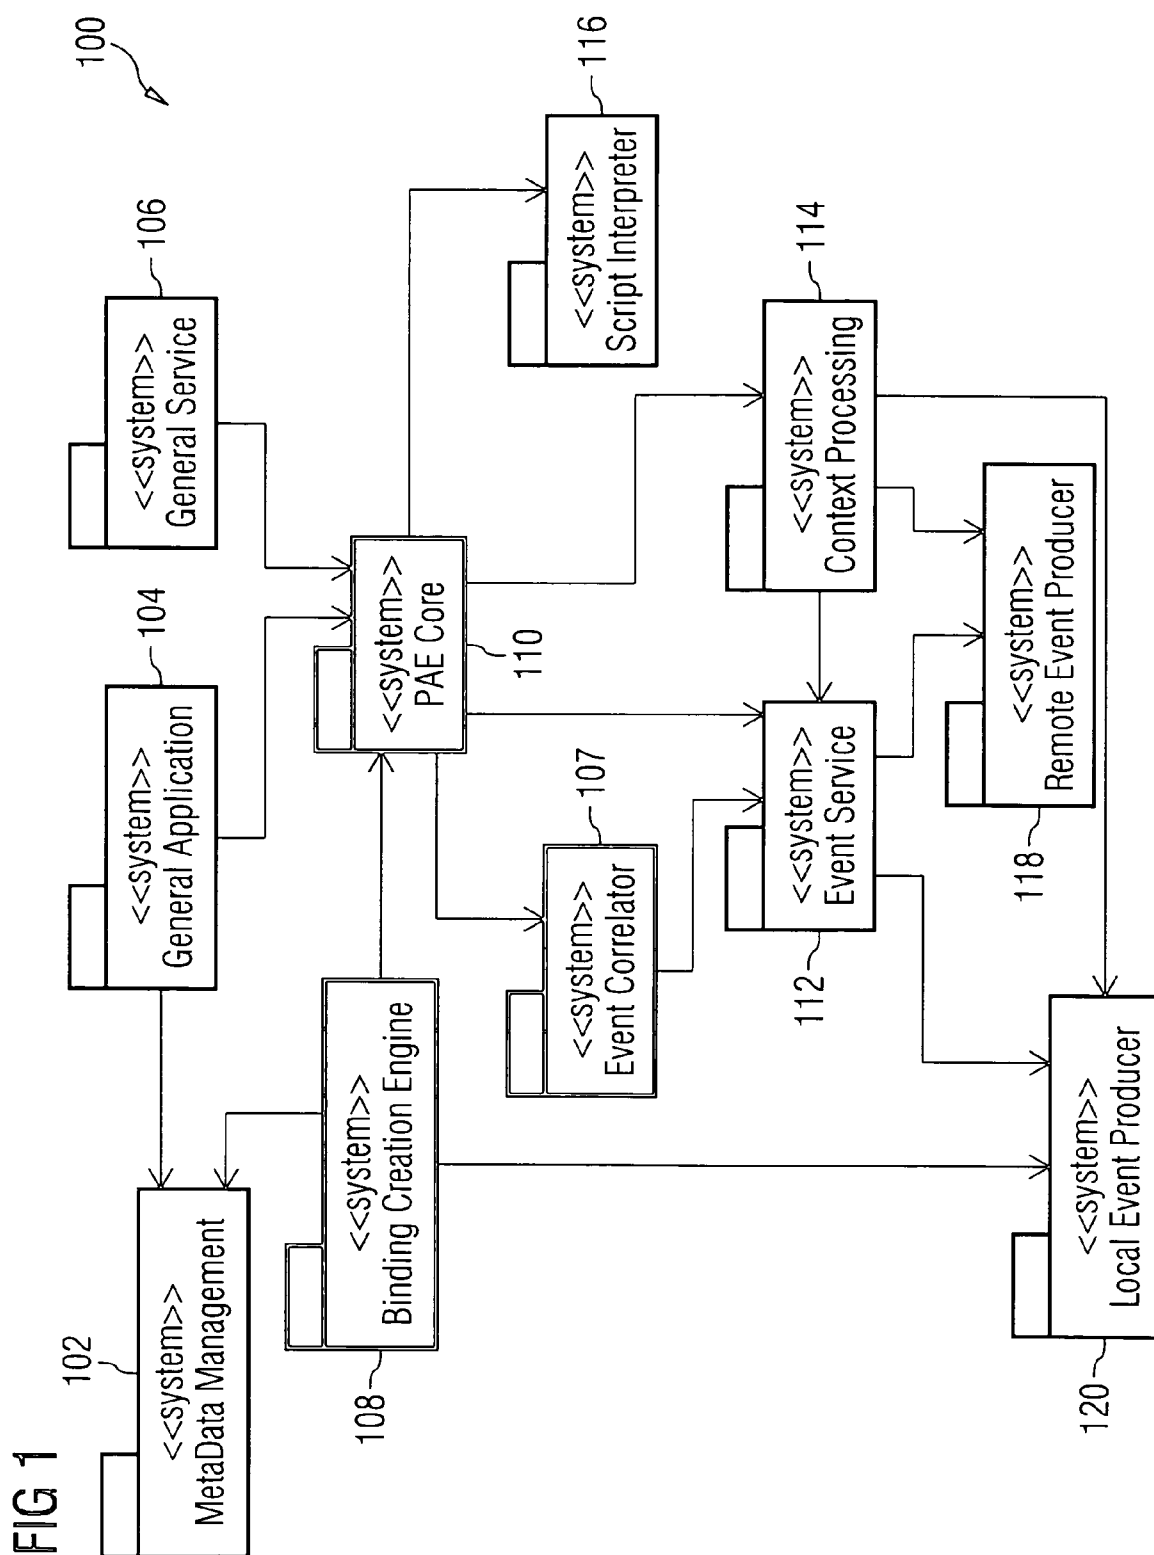 FIG 1
100
102
<<system>>
MetaData Management
104
<<system>>
General Application
106
<<system>>
General Service
108
<<system>>
Binding Creation Engine
<<system>>
PAE Core
110
107
<<system>>
Event Correlator
116
<<system>>
Script Interpreter
112
<<system>>
Event Service
114
<<system>>
Context Processing
118
<<system>>
Remote Event Producer
120
<<system>>
Local Event Producer